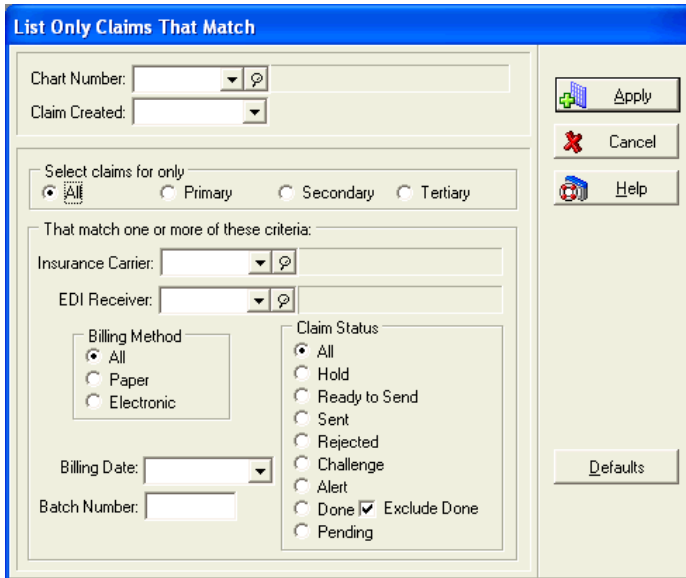 List Only Claims That Match
Chart Number:
Claim Created:
Apply
Cancel
Help
Select claims for only
All Primary Secondary Tertiary
That match one or more of these criteria:
Insurance Carrier:
EDI Receiver:
Billing Method
All
Paper
Electronic
Claim Status
All
Hold
Ready to Send
Sent
Rejected
Challenge
Alert
Done Exclude Done
Pending
Billing Date:
Batch Number:
Defaults